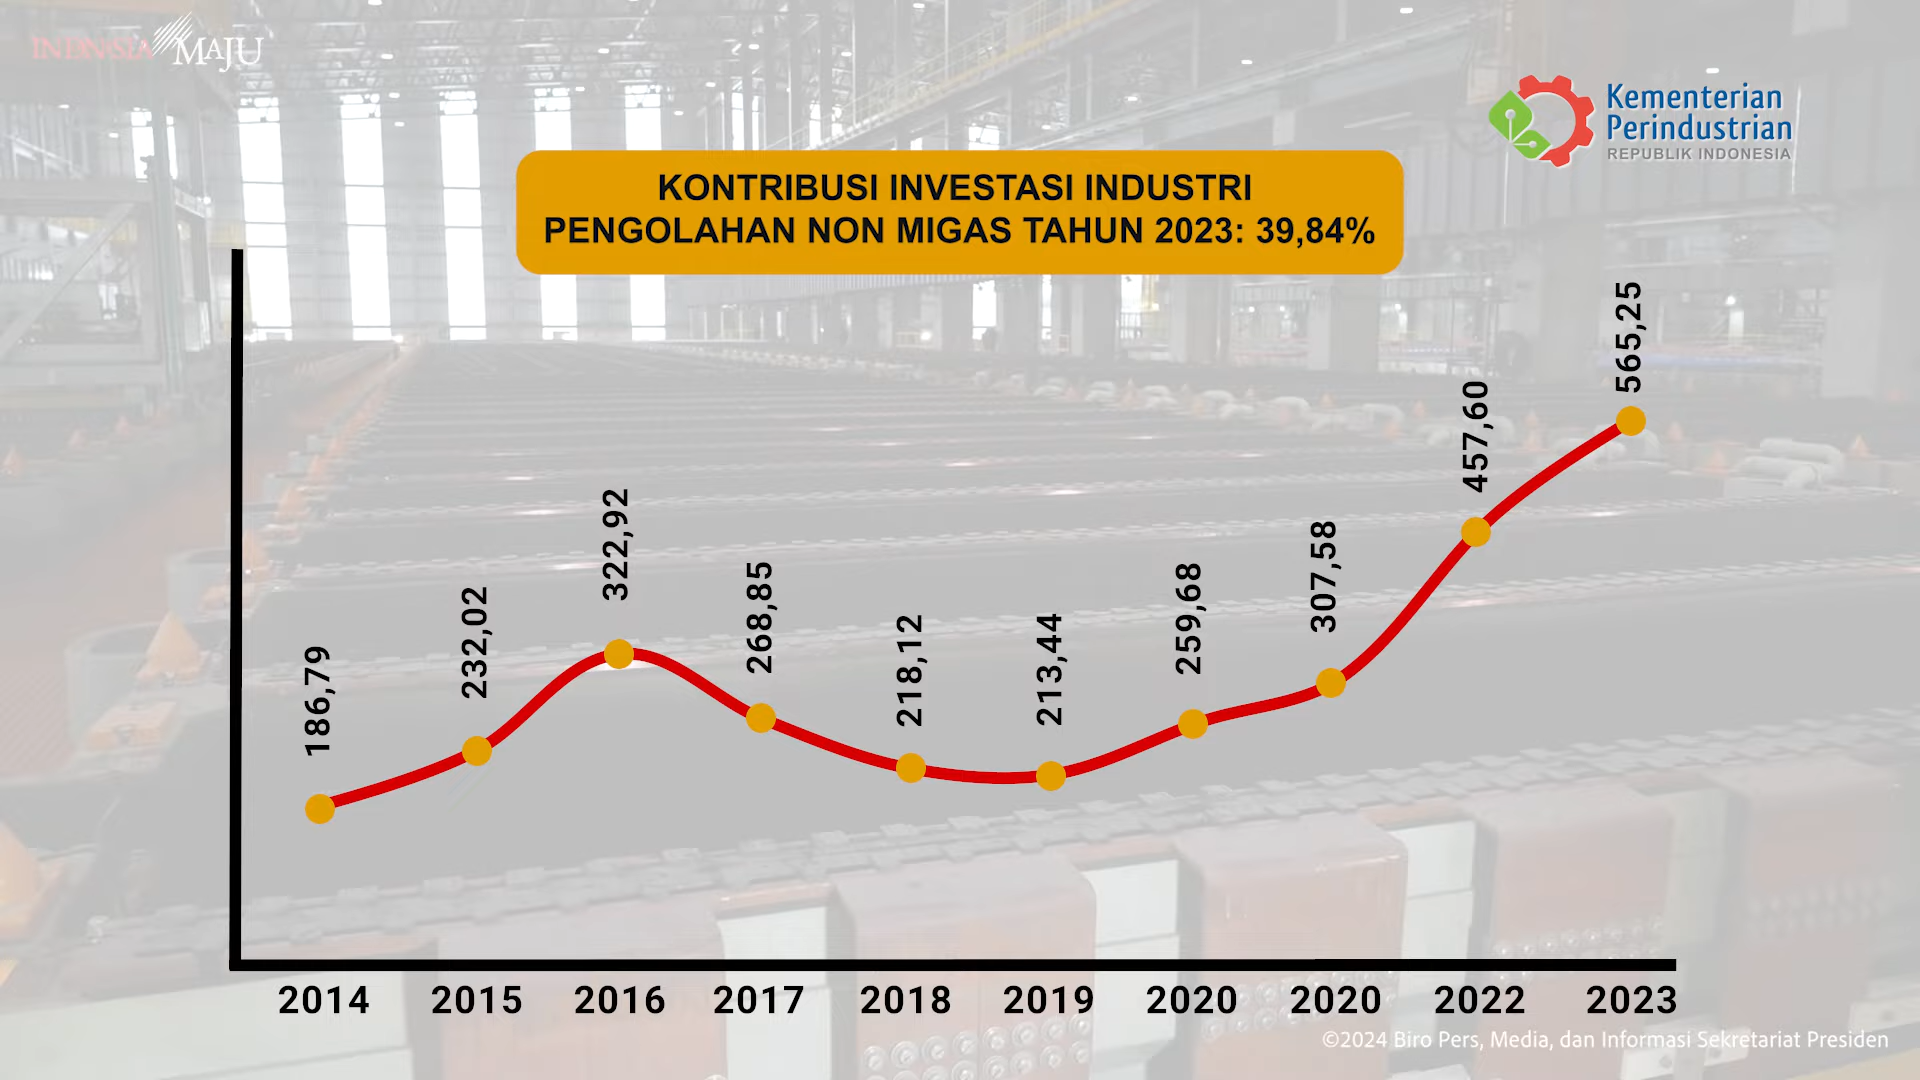 INDONESIA MAJU
Kementerian
Perindustrian
REPUBLIK INDONESIA
KONTRIBUSI INVESTASI INDUSTRI
PENGOLAHAN NON MIGAS TAHUN 2023: 39,84%
186,79
232,02
322,92
268,85
218,12
213,44
259,68
307,58
457,60
565,25
2014 2015 2016 2017 2018 2019 2020 2020 2022 2023
©2024 Biro Pers, Media, dan Informasi Sekretariat Presiden